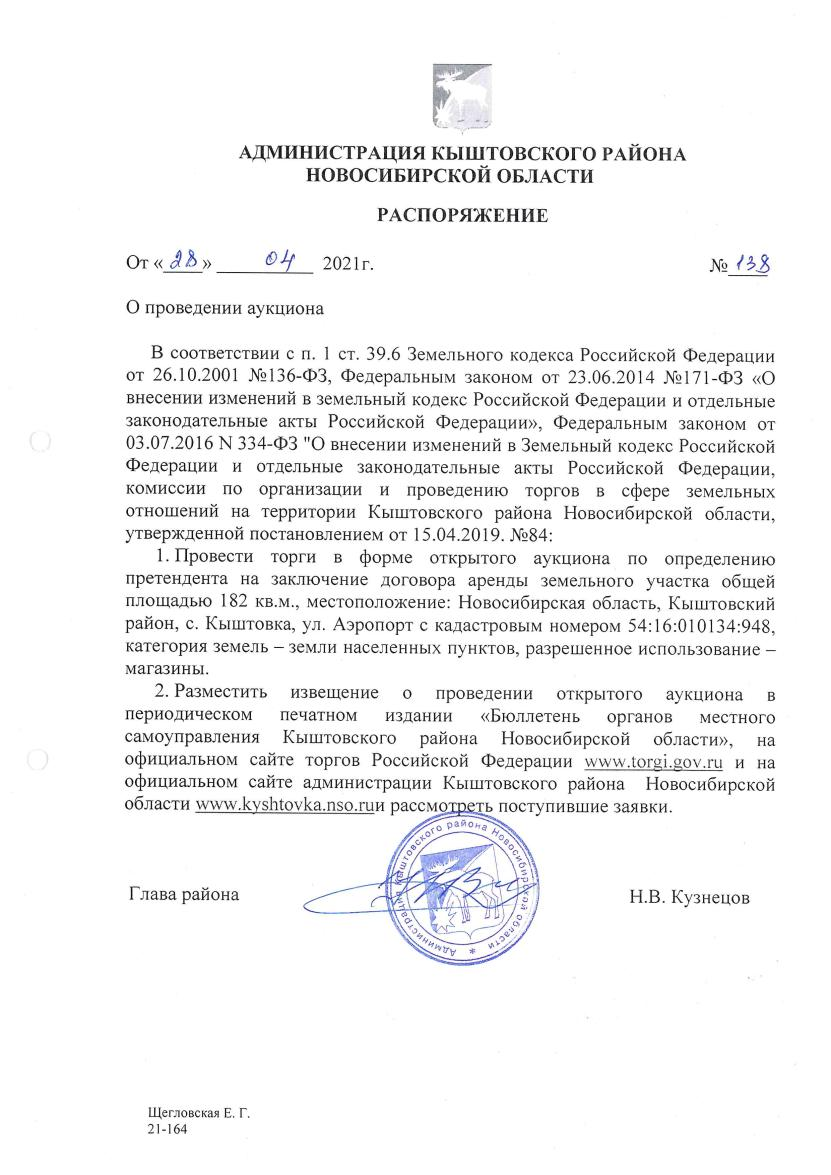 АДМИНИСТРАЦИЯ КЫШТОВСКОГО РАЙОНА
НОВОСИБИРСКОЙ ОБЛАСТИ
РАСПОРЯЖЕНИЕ
От «28» 04 2021г. № 138
О проведении аукциона
В соответствии с п. 1 ст. 39.6 Земельного кодекса Российской Федерации
от 26.10.2001 №136-ФЗ, Федеральным законом от 23.06.2014 №171-ФЗ «О
внесении изменений в земельный кодекс Российской Федерации и отдельные
законодательные акты Российской Федерации», Федеральным законом от
03.07.2016 N 334-ФЗ "О внесении изменений в Земельный кодекс Российской
Федерации и отдельные законодательные акты Российской Федерации,
комиссии по организации и проведению торгов в сфере земельных
отношений на территории Кыштовского района Новосибирской области,
утвержденной постановлением от 15.04.2019. №84:
1. Провести торги в форме открытого аукциона по определению
претендента на заключение договора аренды земельного участка общей
площадью 182 кв.м., местоположение: Новосибирская область, Кыштовский
район, с. Кыштовка, ул. Аэропорт с кадастровым номером 54:16:010134:948,
категория земель – земли населенных пунктов, разрешенное использование –
магазины.
2. Разместить извещение о проведении открытого аукциона в
периодическом печатном издании «Бюллетень органов местного
самоуправления Кыштовского района Новосибирской области», на
официальном сайте торгов Российской Федерации www.torgi.gov.ru и на
официальном сайте администрации Кыштовского района Новосибирской
области www.kyshtovka.nso.ruи рассмотреть поступившие заявки.
Администрация Кыштовского района Новосибирской области *
Глава района Н.В. Кузнецов
Щегловская Е. Г.
21-164